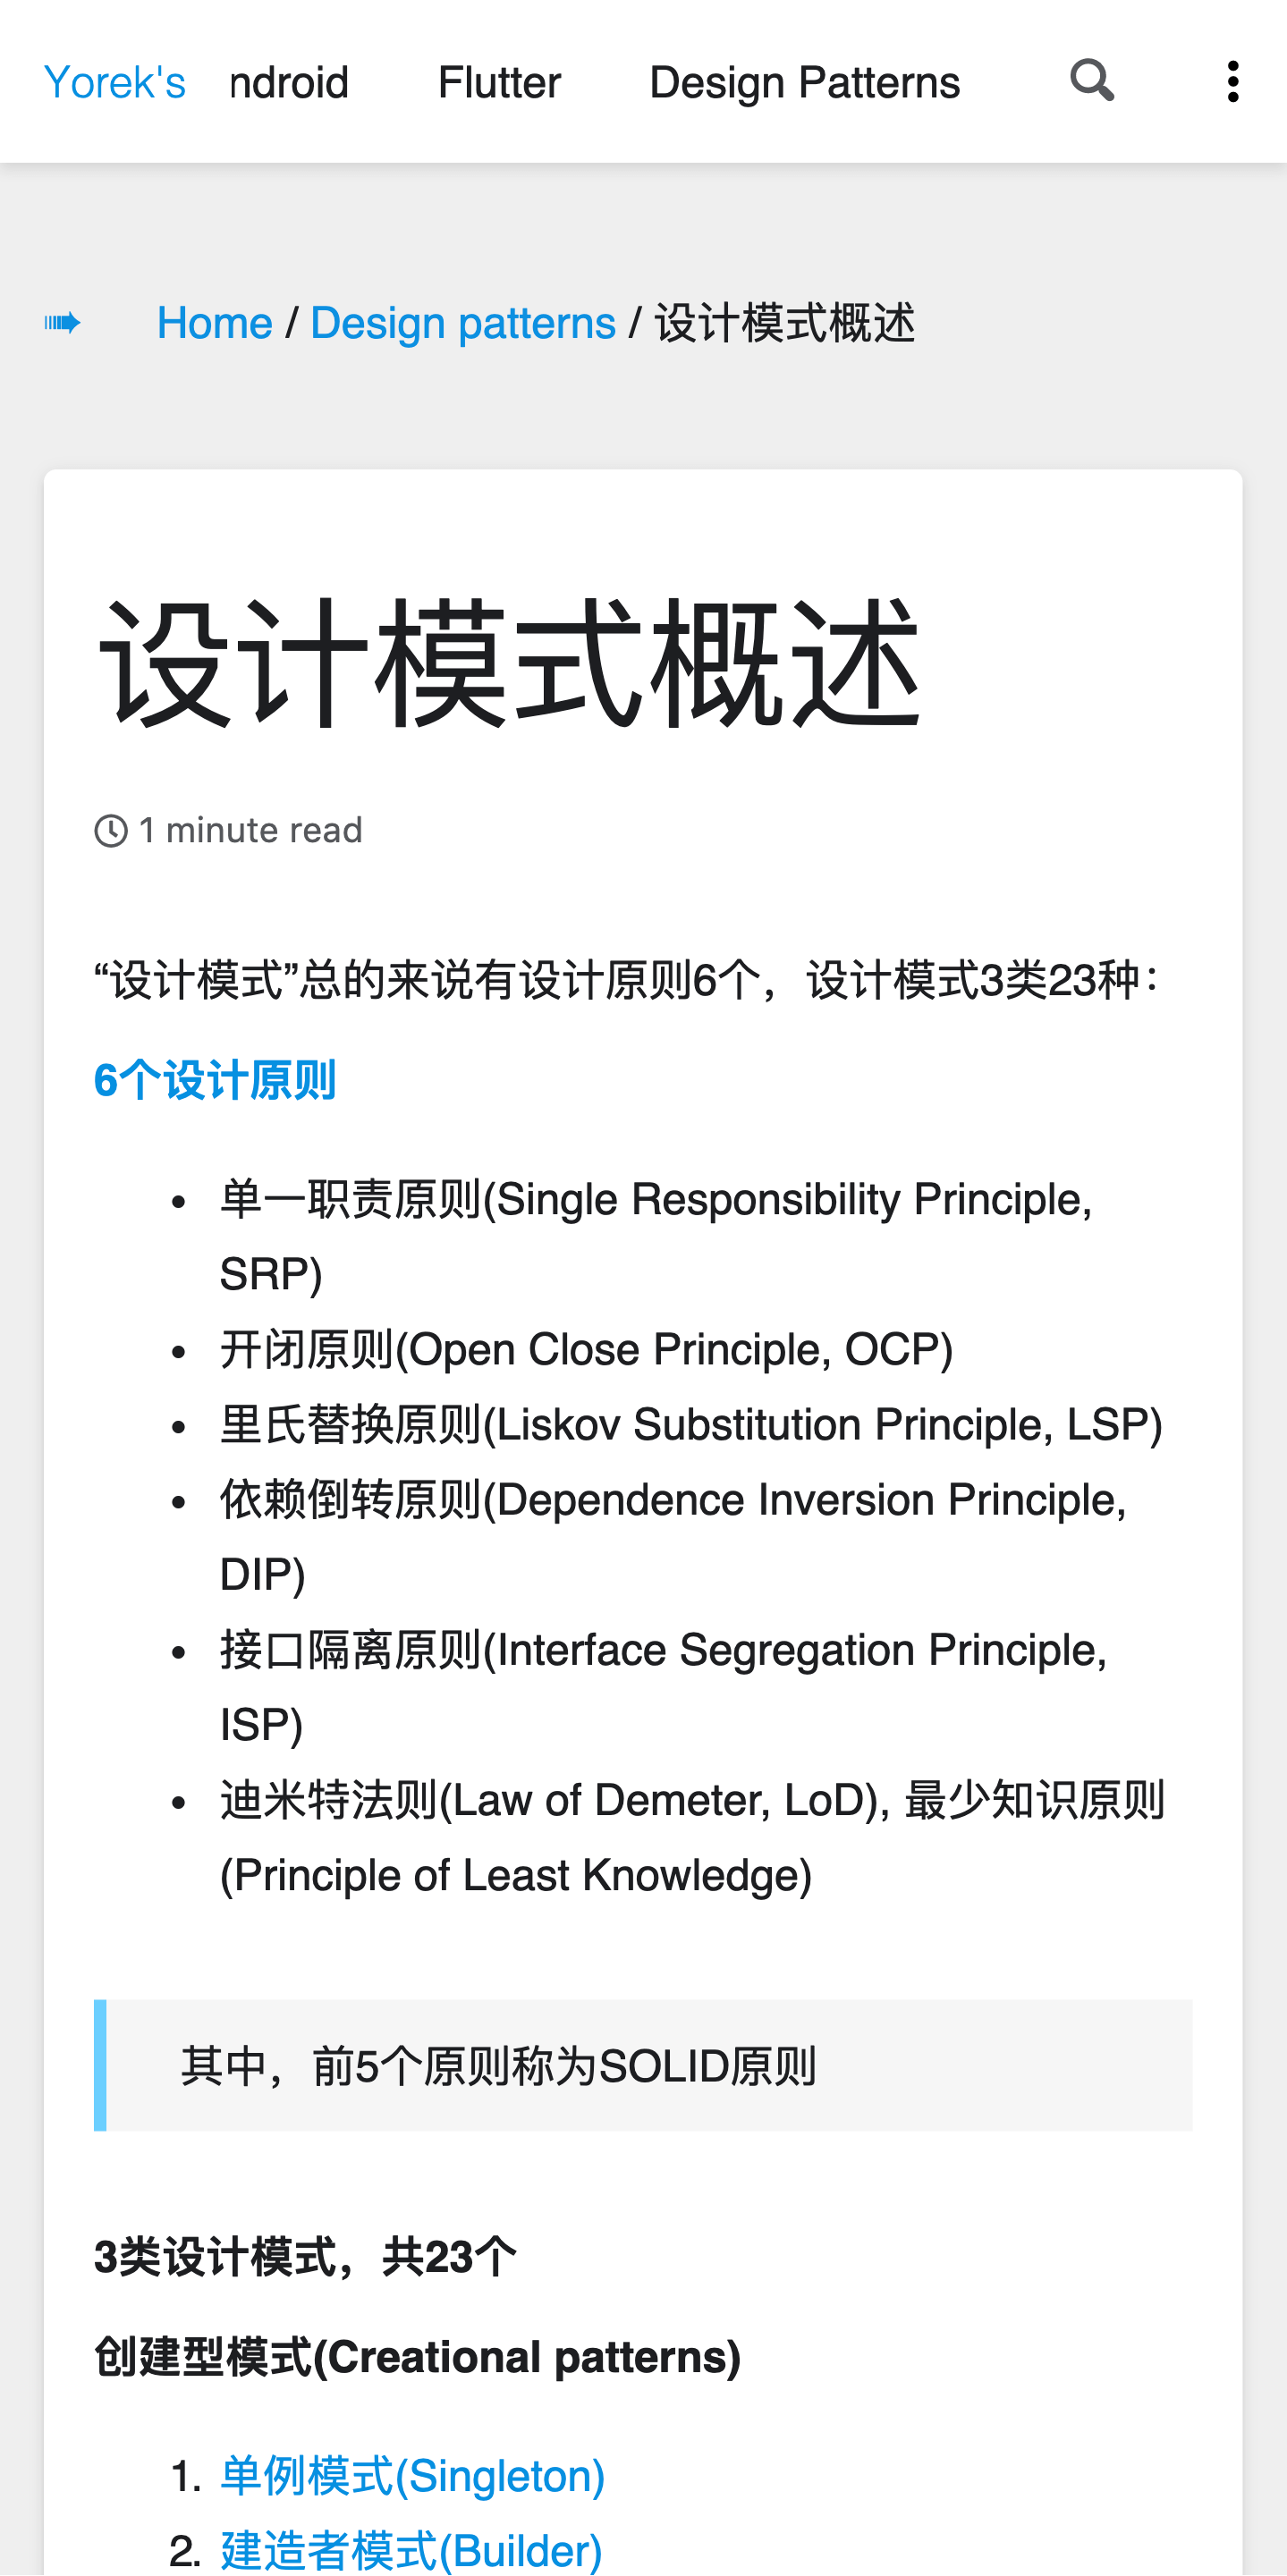 Yorek's ndroid Flutter Design Patterns
Home / Design patterns / 设计模式概述
设计模式概述
1 minute read
“设计模式”总的来说有设计原则6个，设计模式3类23种：
6个设计原则
• 单一职责原则(Single Responsibility Principle,
SRP)
• 开闭原则(Open Close Principle, OCP)
• 里氏替换原则(Liskov Substitution Principle, LSP)
• 依赖倒转原则(Dependence Inversion Principle,
DIP)
• 接口隔离原则(Interface Segregation Principle,
ISP)
• 迪米特法则(Law of Demeter, LoD), 最少知识原则
(Principle of Least Knowledge)
其中，前5个原则称为SOLID原则
3类设计模式，共23个
创建型模式(Creational patterns)
1. 单例模式(Singleton)
2. 建造者模式(Builder)